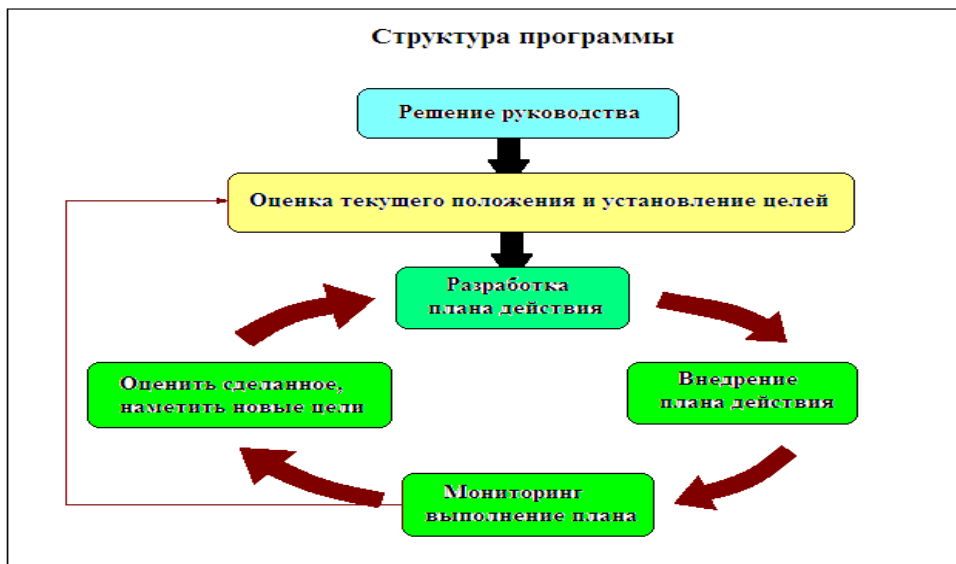 Структура программы
Решение руководства
Оценка текущего положения и установление целей
Разработка
плана действия
Оценить сделанное,
наметить новые цели
Внедрение
плана действия
Мониторинг
выполнение плана